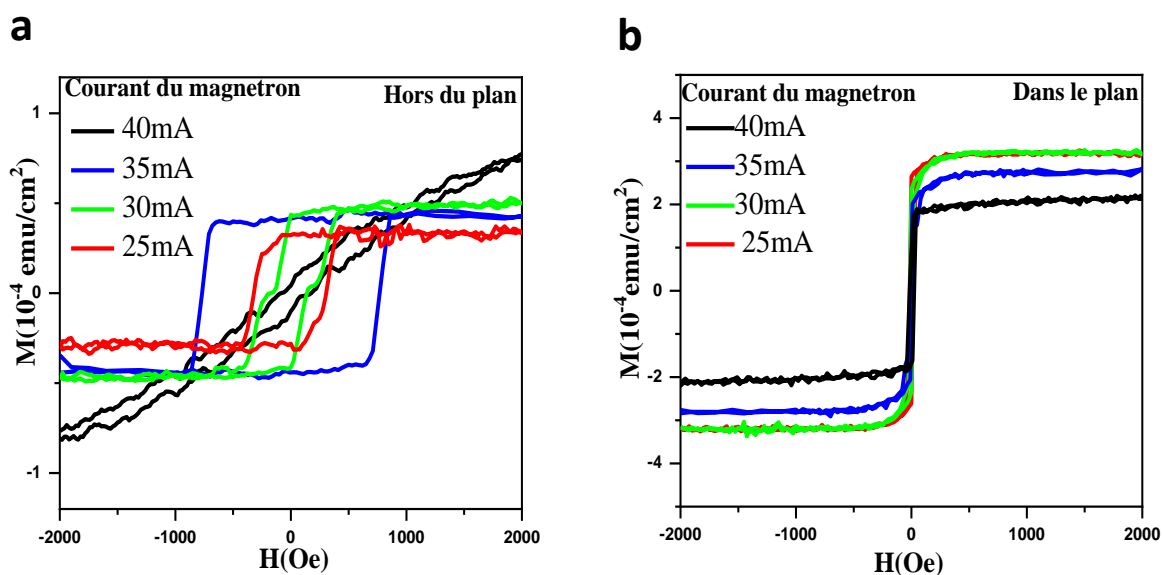 a
Courant du magnetron
Hors du plan
40mA
35mA
30mA
25mA
1
0
-1
M(10-4 emu/cm2)
-2000
-1000
0
1000
2000
H(Oe)
b
Courant du magnetron
Dans le plan
40mA
35mA
30mA
25mA
4
2
0
-2
-4
M(10-4emu/cm2)
-2000
-1000
0
1000
2000
H(Oe)